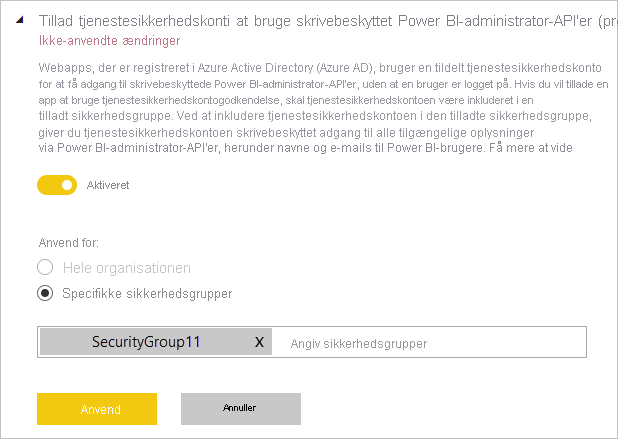 Tillad tjenestesikkerhedskonti at bruge skrivebeskyttet Power BI-administrator-API'er (pr
Ikke-anvendte ændringer
Webapps, der er registreret i Azure Active Directory (Azure AD), bruger en tildelt tjenestesikkerhedskonto
for at få adgang til skrivebeskyttede Power BI-administrator-API'er, uden at en bruger er logget på. Hvis du vil tillade en
app at bruge tjenestesikkerhedskontogodkendelse, skal tjenestesikkerhedskontoen være inkluderet i en
tilladt sikkerhedsgruppe. Ved at inkludere tjenestesikkerhedskontoen i den tilladte sikkerhedsgruppe,
giver du tjenestesikkerhedskontoen skrivebeskyttet adgang til alle tilgængelige oplysninger
via Power BI-administrator-API'er, herunder navne og e-mails til Power BI-brugere. Få mere at vide
Aktiveret
Anvend for:
Hele organisationen
Specifikke sikkerhedsgrupper
SecurityGroup11 X Angiv sikkerhedsgrupper
Anvend Annuller